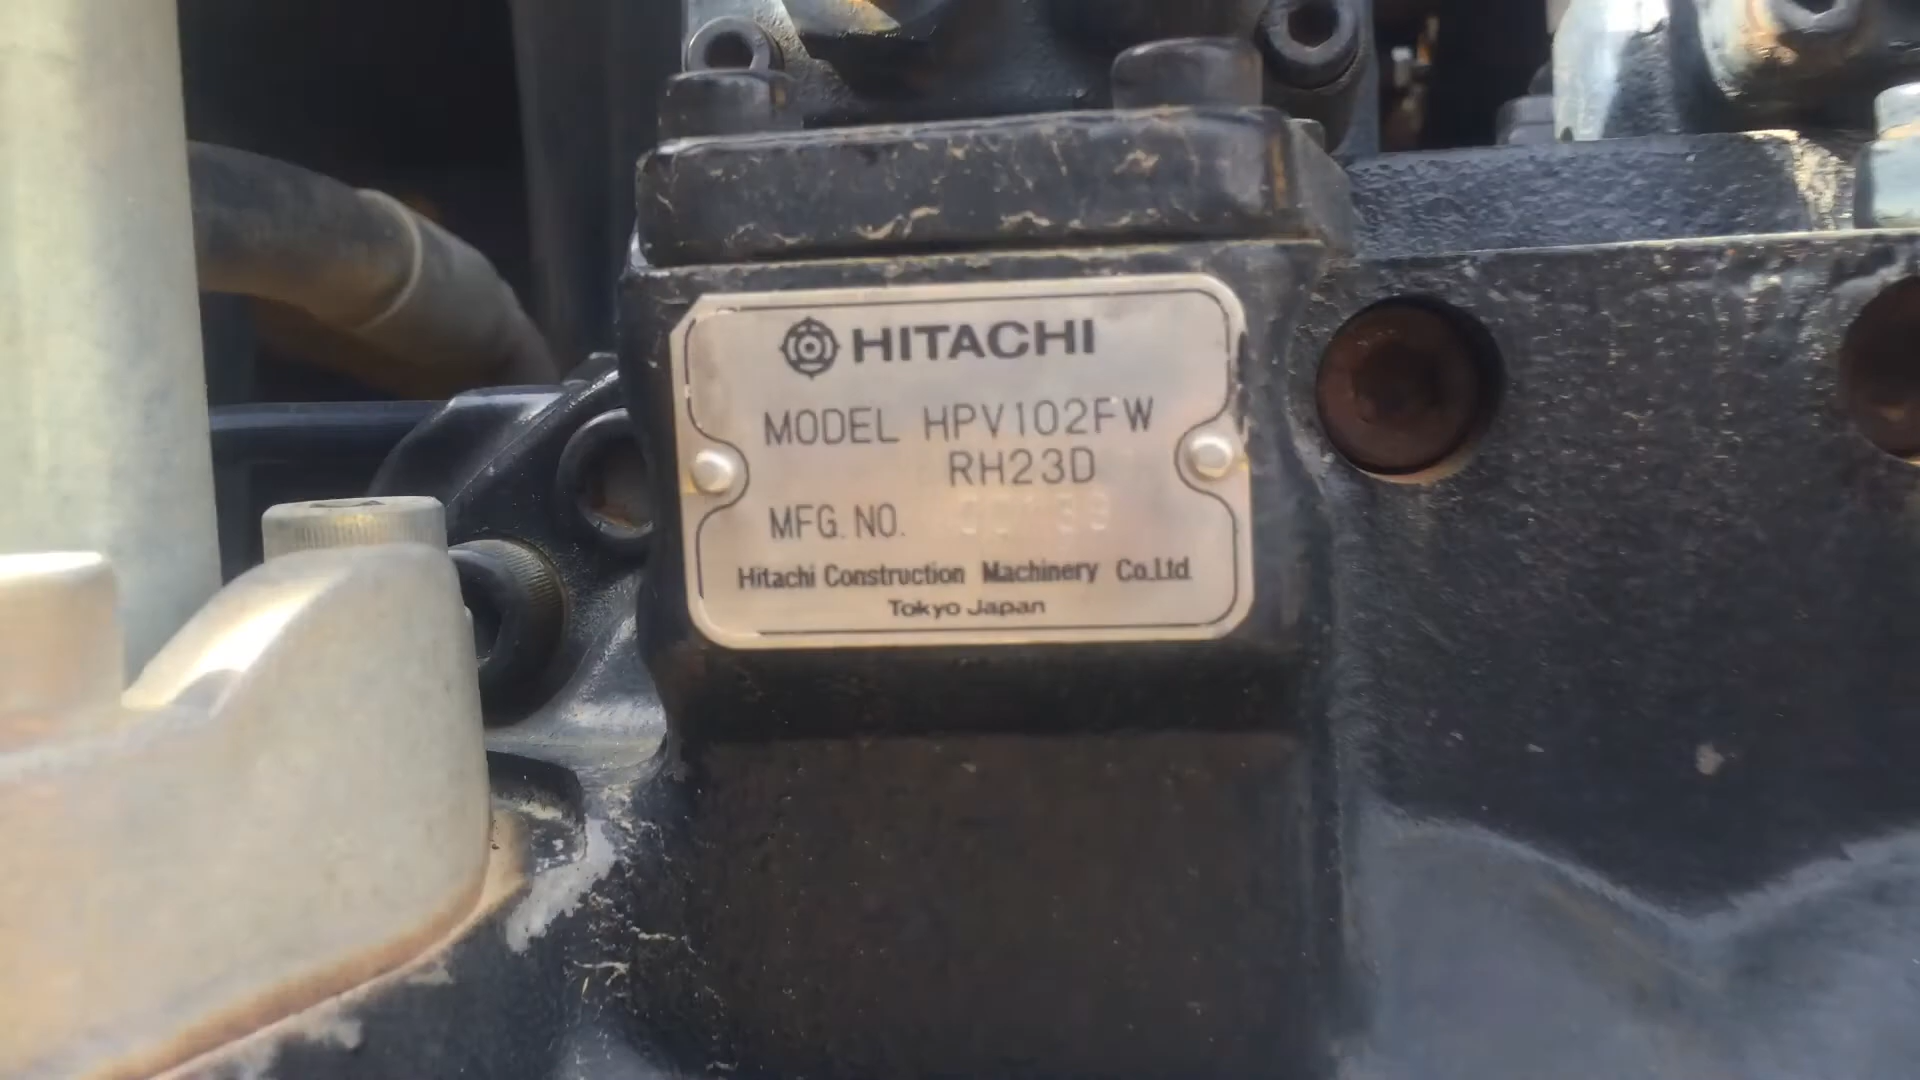 HITACHI
MODEL HPV102FW
RH23D
MFG. NO.
Hitachi Construction Machinery Co.Ltd.
Tokyo Japan